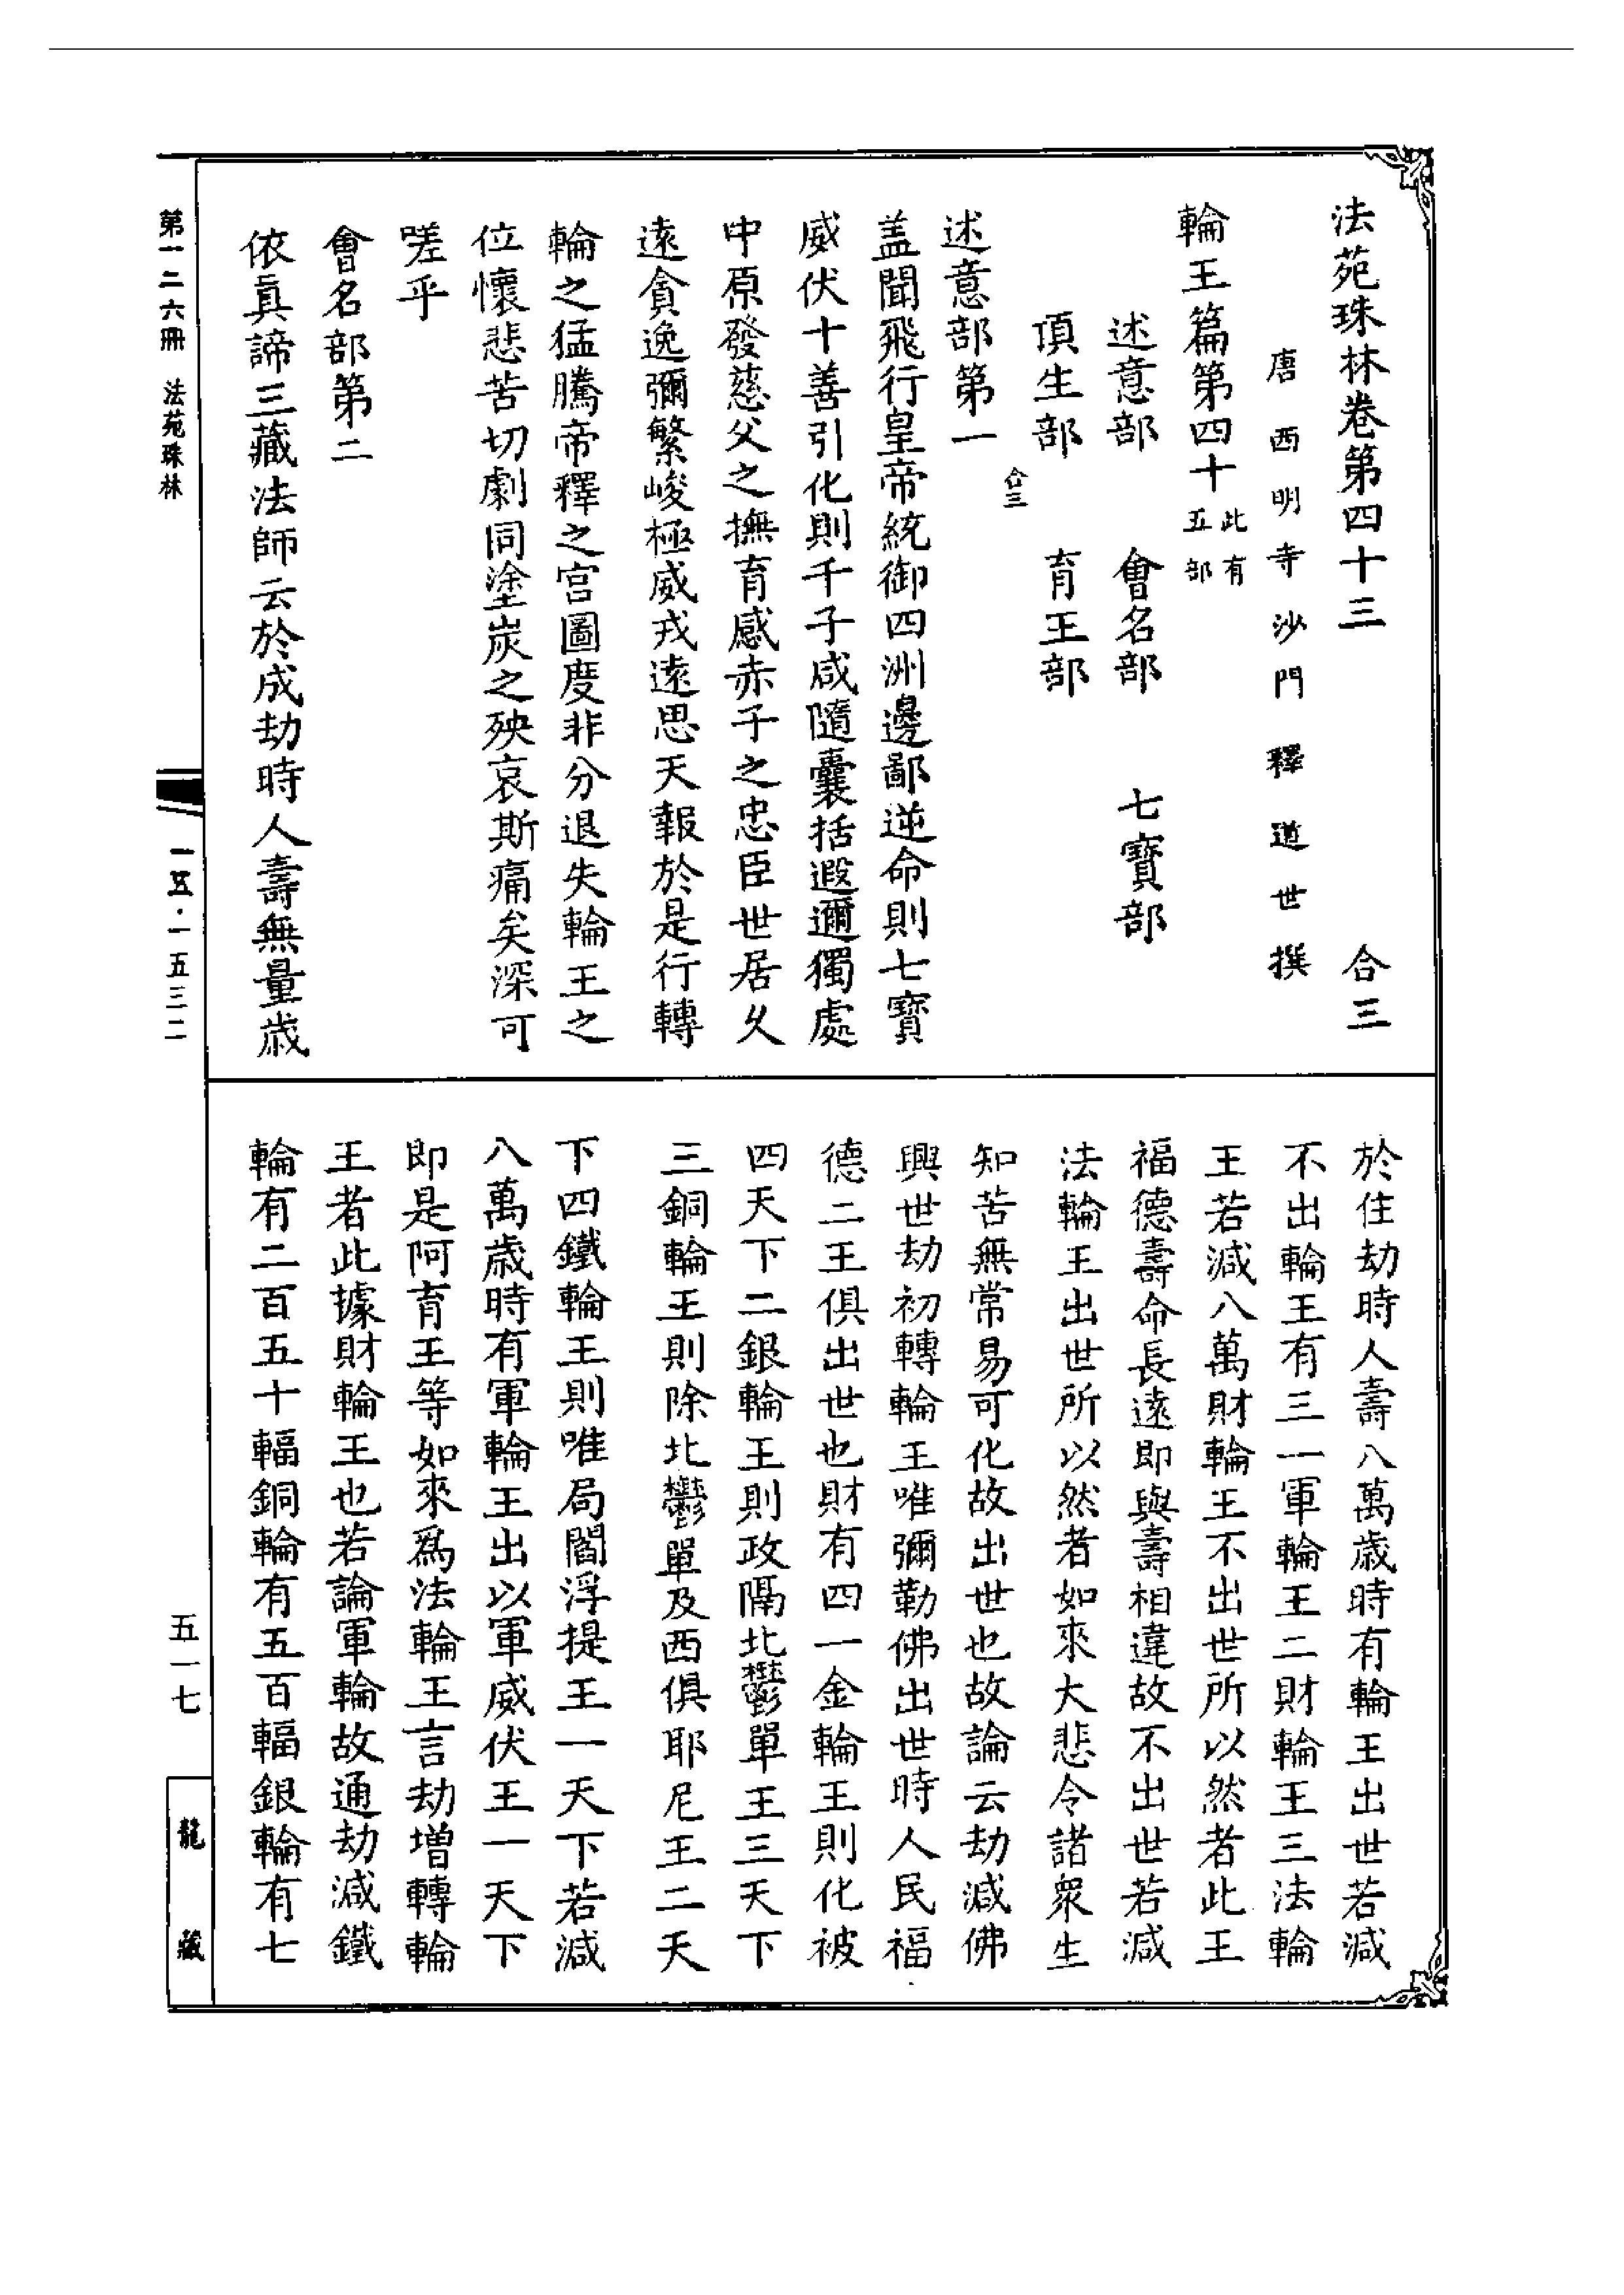 法苑珠林卷第四十三 合三
唐西明寺沙門釋道世撰
輪王篇第四十 此有五部
述意部 會名部 七寶部
頂生部 育王部
合三
述意部第一
盖聞飛行皇帝統御四洲邊鄙逆命則七寶
威伏十善引化則千子咸隨囊括遐邇獨處
中原發慈父之撫育感赤子之忠臣世居久
遠貪逸彌繁峻極威戎遠思天報於是行轉
輪之猛騰帝釋之宮圖度非分退失輪王之
位懷悲苦切劇同塗炭之殃哀斯痛矣深可
嗟乎
會名部第二
依真諦三藏法師云於成劫時人壽無量歲
於住劫時人壽八萬歲時有輪王出世若減
不出輪王有三一軍輪王二財輪王三法輪
王若減八萬財輪王不出世所以然者此王
福德壽命長遠即與壽相違故不出世若減
法輪王出世所以然者如來大悲令諸眾生
知苦無常易可化故出世也故論云劫減佛
興世劫初轉輪王唯彌勒佛出世時人民福
德二王俱出世也財有四一金輪王則化被
四天下二銀輪王則政隔北鬱單王三天下
三銅輪王則除北鬱單及西俱耶尼王二天
下四鐵輪王則唯局閻浮提王一天下若減
八萬歲時有軍輪王出以軍威伏王一天下
即是阿育王等如來爲法輪王言劫增轉輪
王者此據財輪王也若論軍輪故通劫減鐵
輪有二百五十輻銅輪有五百輻銀輪有七
第一二六冊 法苑珠林
一五·一五三二
五一七
龍藏